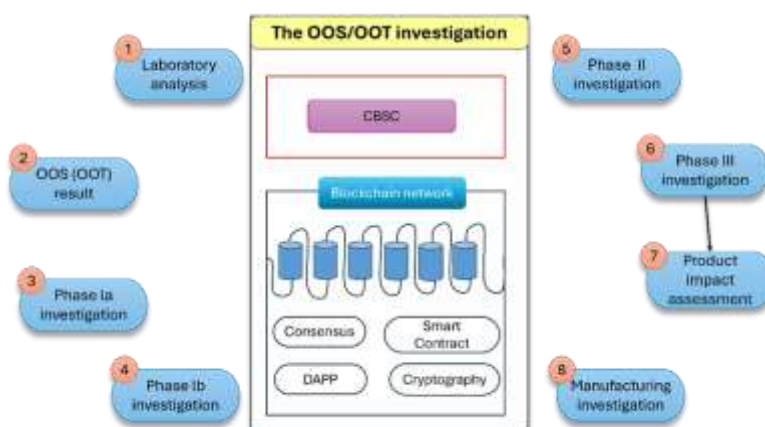 The OOS/OOT investigation
1
Laboratory
analysis
2
OOS (OOT)
result
3
Phase Ia
investigation
4
Phase Ib
investigation
CBSC
Blockchain network
Consensus
Smart
Contract
DAPP
Cryptography
5
Phase II
investigation
6
Phase III
investigation
7
Product
impact
assessment
8
Manufacturing
investigation